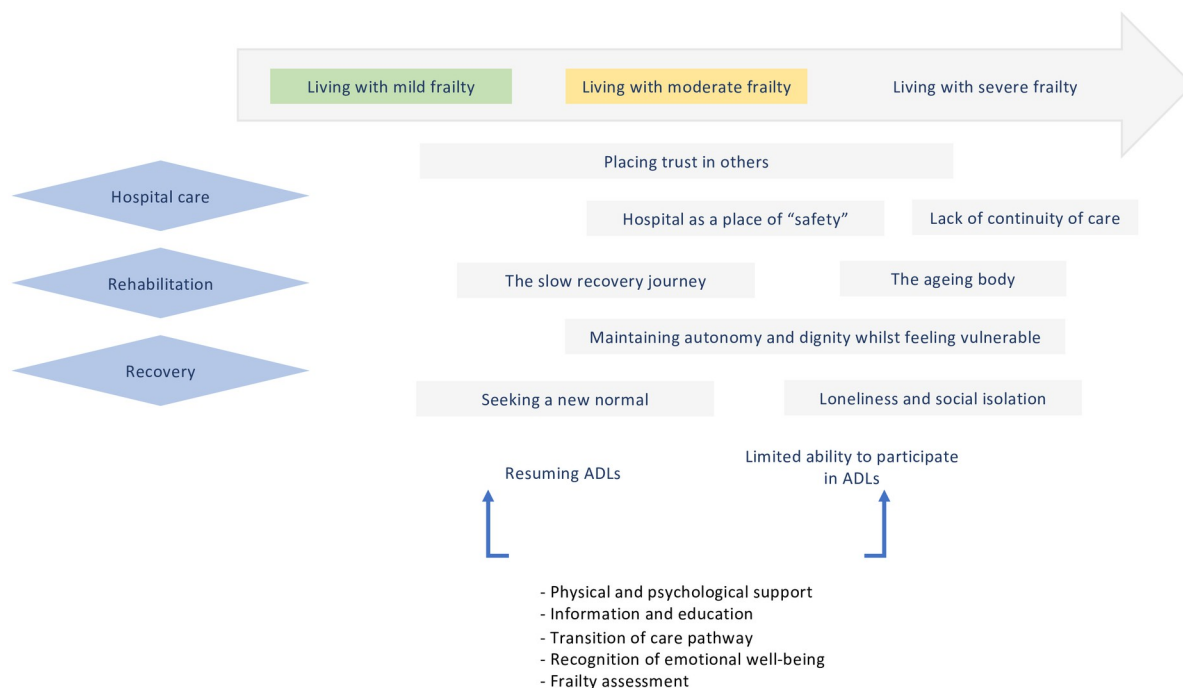 Living with mild frailty
Living with moderate frailty
Living with severe frailty
Placing trust in others
Hospital care
Hospital as a place of “safety”
Lack of continuity of care
Rehabilitation
The slow recovery journey
The ageing body
Maintaining autonomy and dignity whilst feeling vulnerable
Recovery
Seeking a new normal
Loneliness and social isolation
Resuming ADLs
Limited ability to participate
in ADLs
- Physical and psychological support
- Information and education
- Transition of care pathway
- Recognition of emotional well-being
- Frailty assessment